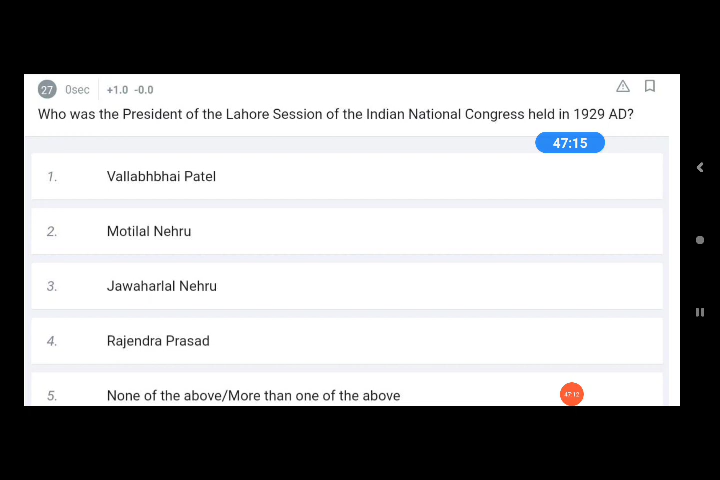 27 0sec +1.0 -0.0
Who was the President of the Lahore Session of the Indian National Congress held in 1929 AD?
47:15
1. Vallabhbhai Patel
2. Motilal Nehru
3. Jawaharlal Nehru
4. Rajendra Prasad
5. None of the above/More than one of the above
47:12